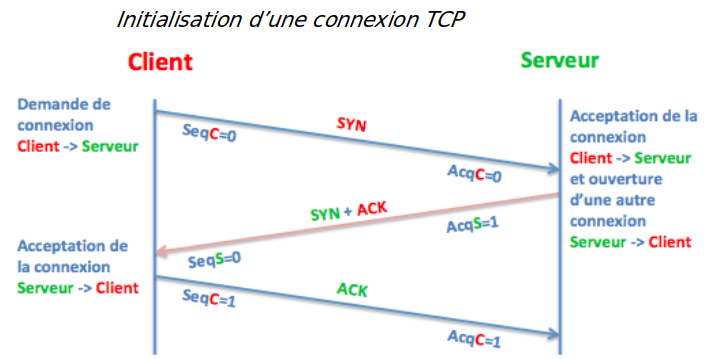 Initialisation d’une connexion TCP
Client
Serveur
Demande de
connexion
Client -> Serveur
SeqC=0
SYN
AcqC=0
Acceptation de la
connexion
Client -> Serveur
et ouverture
d’une autre
connexion
Serveur -> Client
SYN + ACK
AcqS=1
SeqS=0
Acceptation de
la connexion
Serveur -> Client
SeqC=1
ACK
AcqC=1